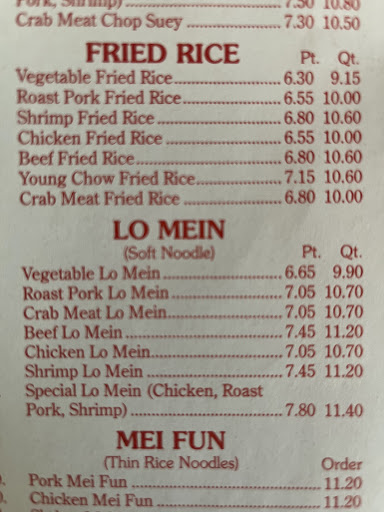 Pork, Shrimp) 7.30 10.80
Crab Meat Chop Suey 7.30 10.50
FRIED RICE Pt. Qt.
Vegetable Fried Rice 6.30 9.15
Roast Pork Fried Rice 6.55 10.00
Shrimp Fried Rice 6.80 10.60
Chicken Fried Rice 6.55 10.00
Beef Fried Rice 6.80 10.60
Young Chow Fried Rice 7.15 10.60
Crab Meat Fried Rice 6.80 10.00
LO MEIN
(Soft Noodle) Pt. Qt.
Vegetable Lo Mein 6.65 9.90
Roast Pork Lo Mein 7.05 10.70
Crab Meat Lo Mein 7.05 10.70
Beef Lo Mein 7.45 11.20
Chicken Lo Mein 7.05 10.70
Shrimp Lo Mein 7.45 11.20
Special Lo Mein (Chicken, Roast
Pork, Shrimp) 7.80 11.40
MEI FUN
(Thin Rice Noodles) Order
Pork Mei Fun 11.20
Chicken Mei Fun 11.20